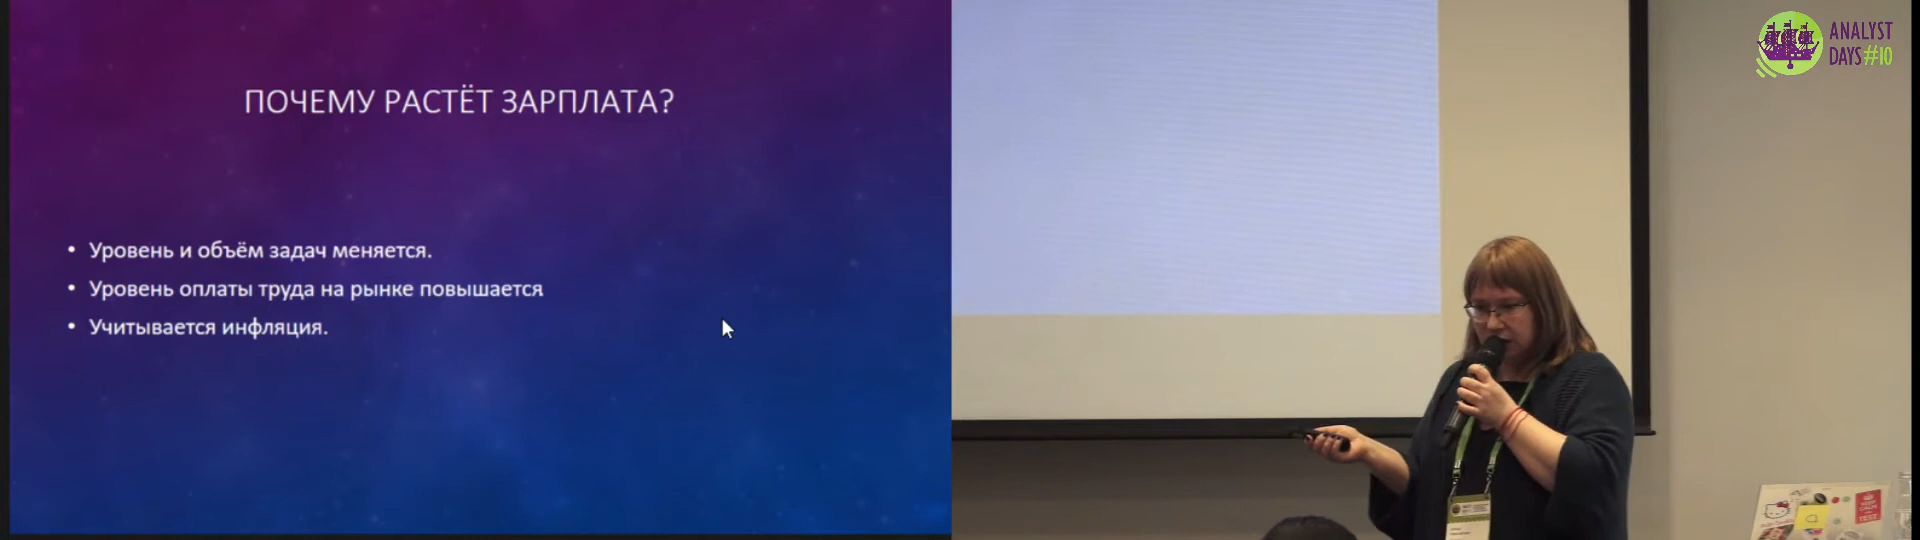 ПОЧЕМУ РАСТЁТ ЗАРПЛАТА?
• Уровень и объём задач меняется.
• Уровень оплаты труда на рынке повышается
• Учитывается инфляция.
ANALYST
DAYS#10